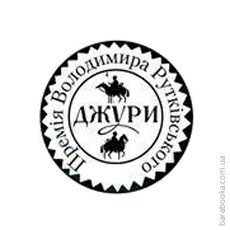 Премія Володимира Рутківського
ДЖУРИ
barabooka.com.ua